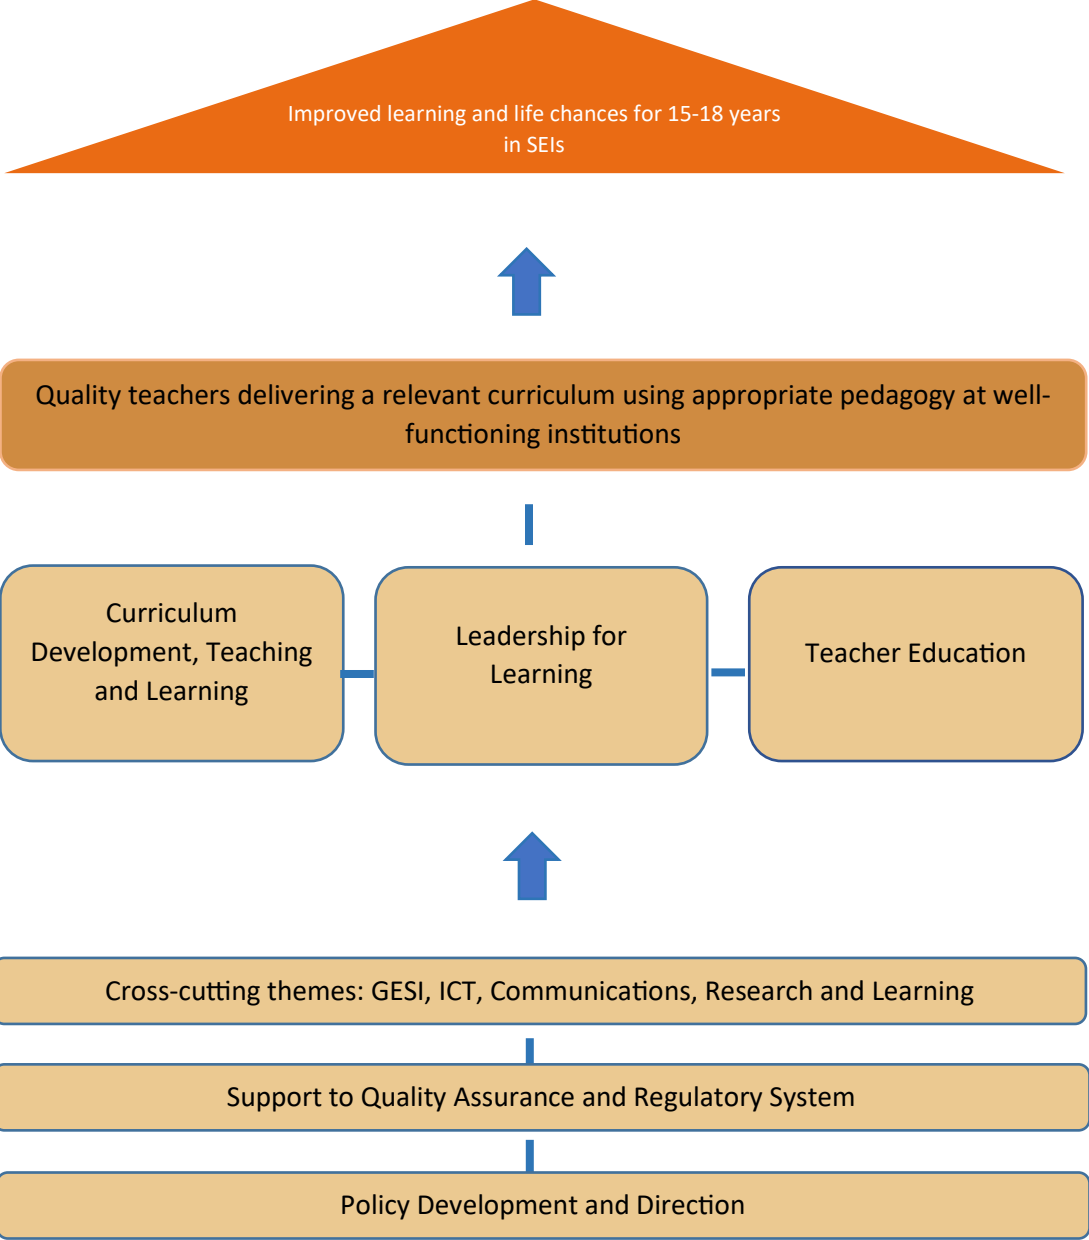 Improved learning and life chances for 15-18 years
in SEIs
Quality teachers delivering a relevant curriculum using appropriate pedagogy at well-
functioning institutions
Curriculum
Development, Teaching
and Learning
Leadership for
Learning
Teacher Education
Cross-cutting themes: GESI, ICT, Communications, Research and Learning
Support to Quality Assurance and Regulatory System
Policy Development and Direction